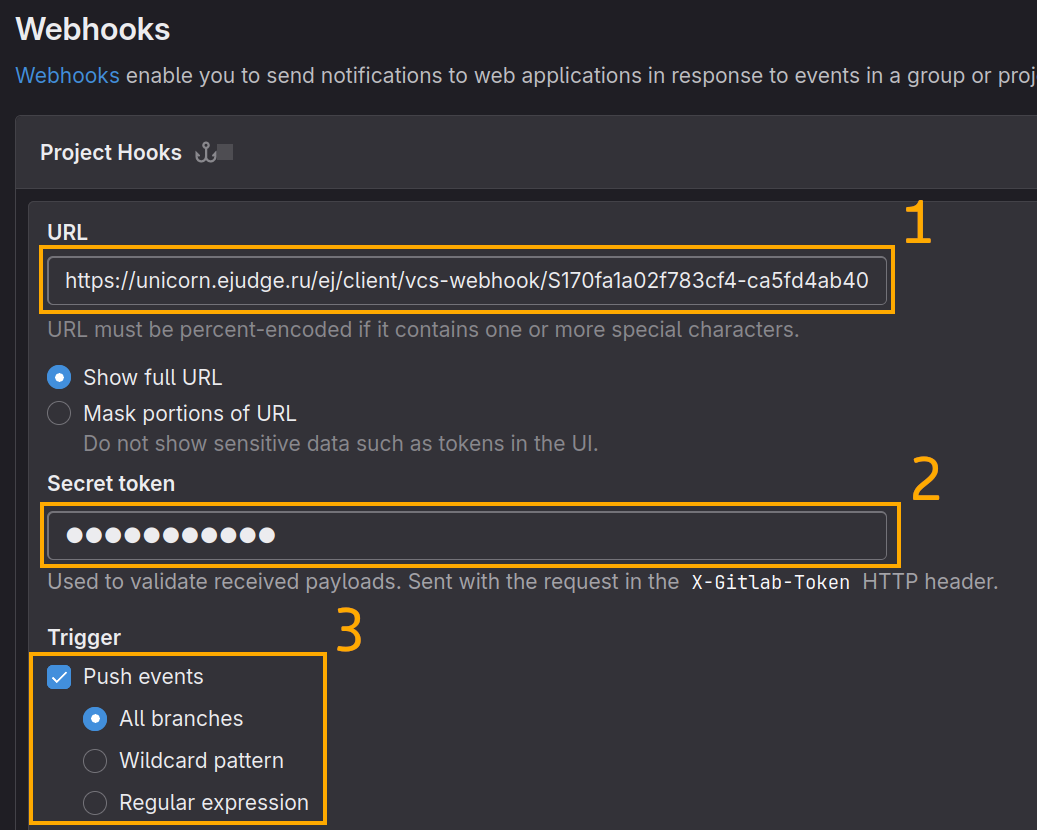 Webhooks
Webhooks enable you to send notifications to web applications in response to events in a group or proj
Project Hooks
URL
1
https://unicorn.ejudge.ru/ej/client/vcs-webhook/S170fa1a02f783cf4-ca5fd4ab40
URL must be percent-encoded if it contains one or more special characters.
Show full URL
Mask portions of URL
Do not show sensitive data such as tokens in the UI.
Secret token
2
●●●●●●●●●●●
Used to validate received payloads. Sent with the request in the X-Gitlab-Token HTTP header.
Trigger
3
Push events
All branches
Wildcard pattern
Regular expression